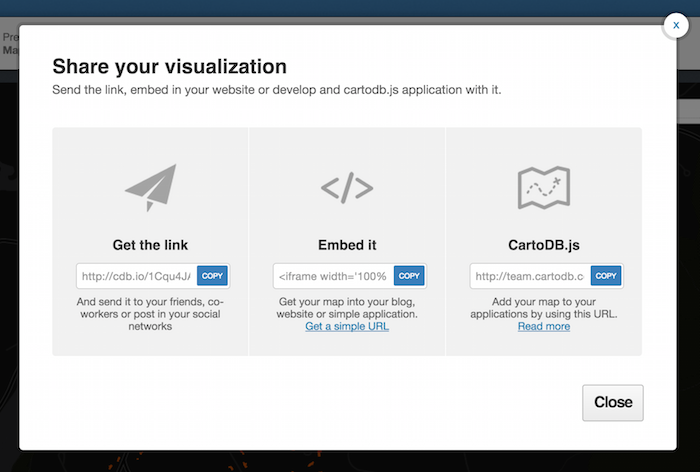 x
Share your visualization
Send the link, embed in your website or develop and cartodb.js application with it.
Get the link
http://cdb.io/1Cqu4J
COPY
And send it to your friends, co-
workers or post in your social
networks
Embed it
<iframe width='100%
COPY
Get your map into your blog,
website or simple application.
Get a simple URL
CartoDB.js
http://team.cartodb.c
COPY
Add your map to your
applications by using this URL.
Read more
Close